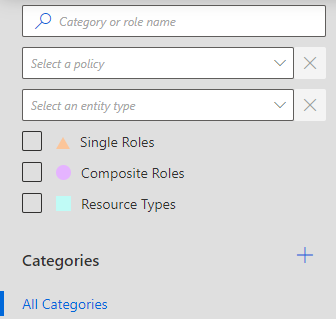 Category or role name
Select a policy
Select an entity type
Single Roles
Composite Roles
Resource Types
Categories
All Categories